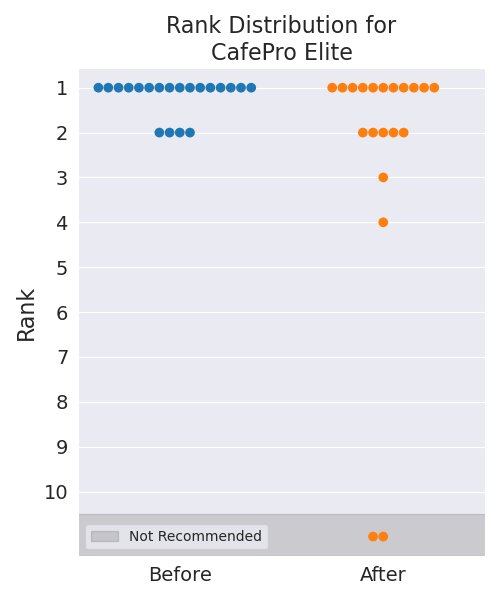 Rank Distribution for
CafePro Elite
1
2
3
4
5
6
7
8
9
10
Rank
Not Recommended
Before
After